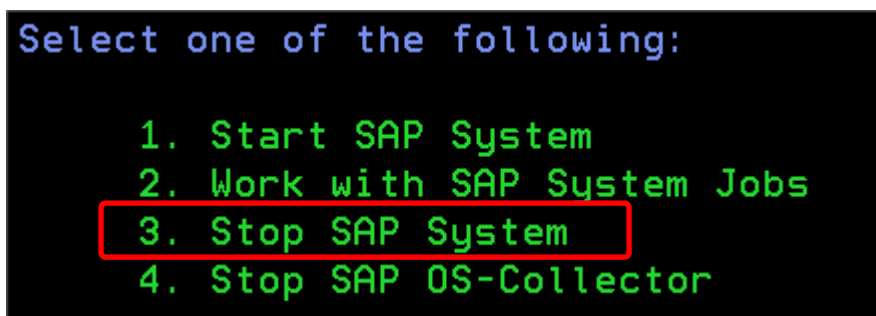 Select one of the following:
1. Start SAP System
2. Work with SAP System Jobs
3. Stop SAP System
4. Stop SAP OS-Collector